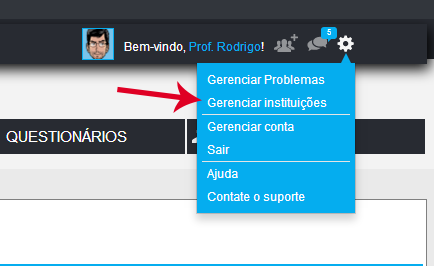 Bem-vindo, Prof. Rodrigo!
5
Gerenciar Problemas
Gerenciar instituições
Gerenciar conta
Sair
Ajuda
Contate o suporte
QUESTIONÁRIOS